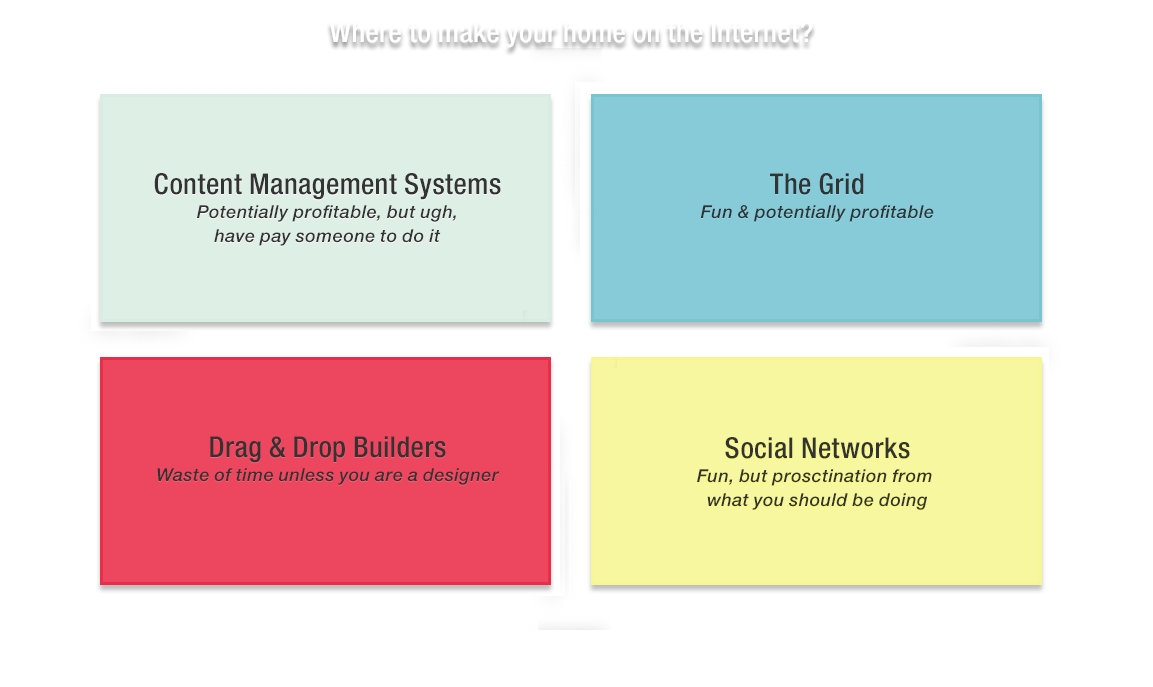 Where to make your home on the Internet?
Content Management Systems
Potentially profitable, but ugh,
have pay someone to do it
The Grid
Fun & potentially profitable
Drag & Drop Builders
Waste of time unless you are a designer
Social Networks
Fun, but prosctination from
what you should be doing